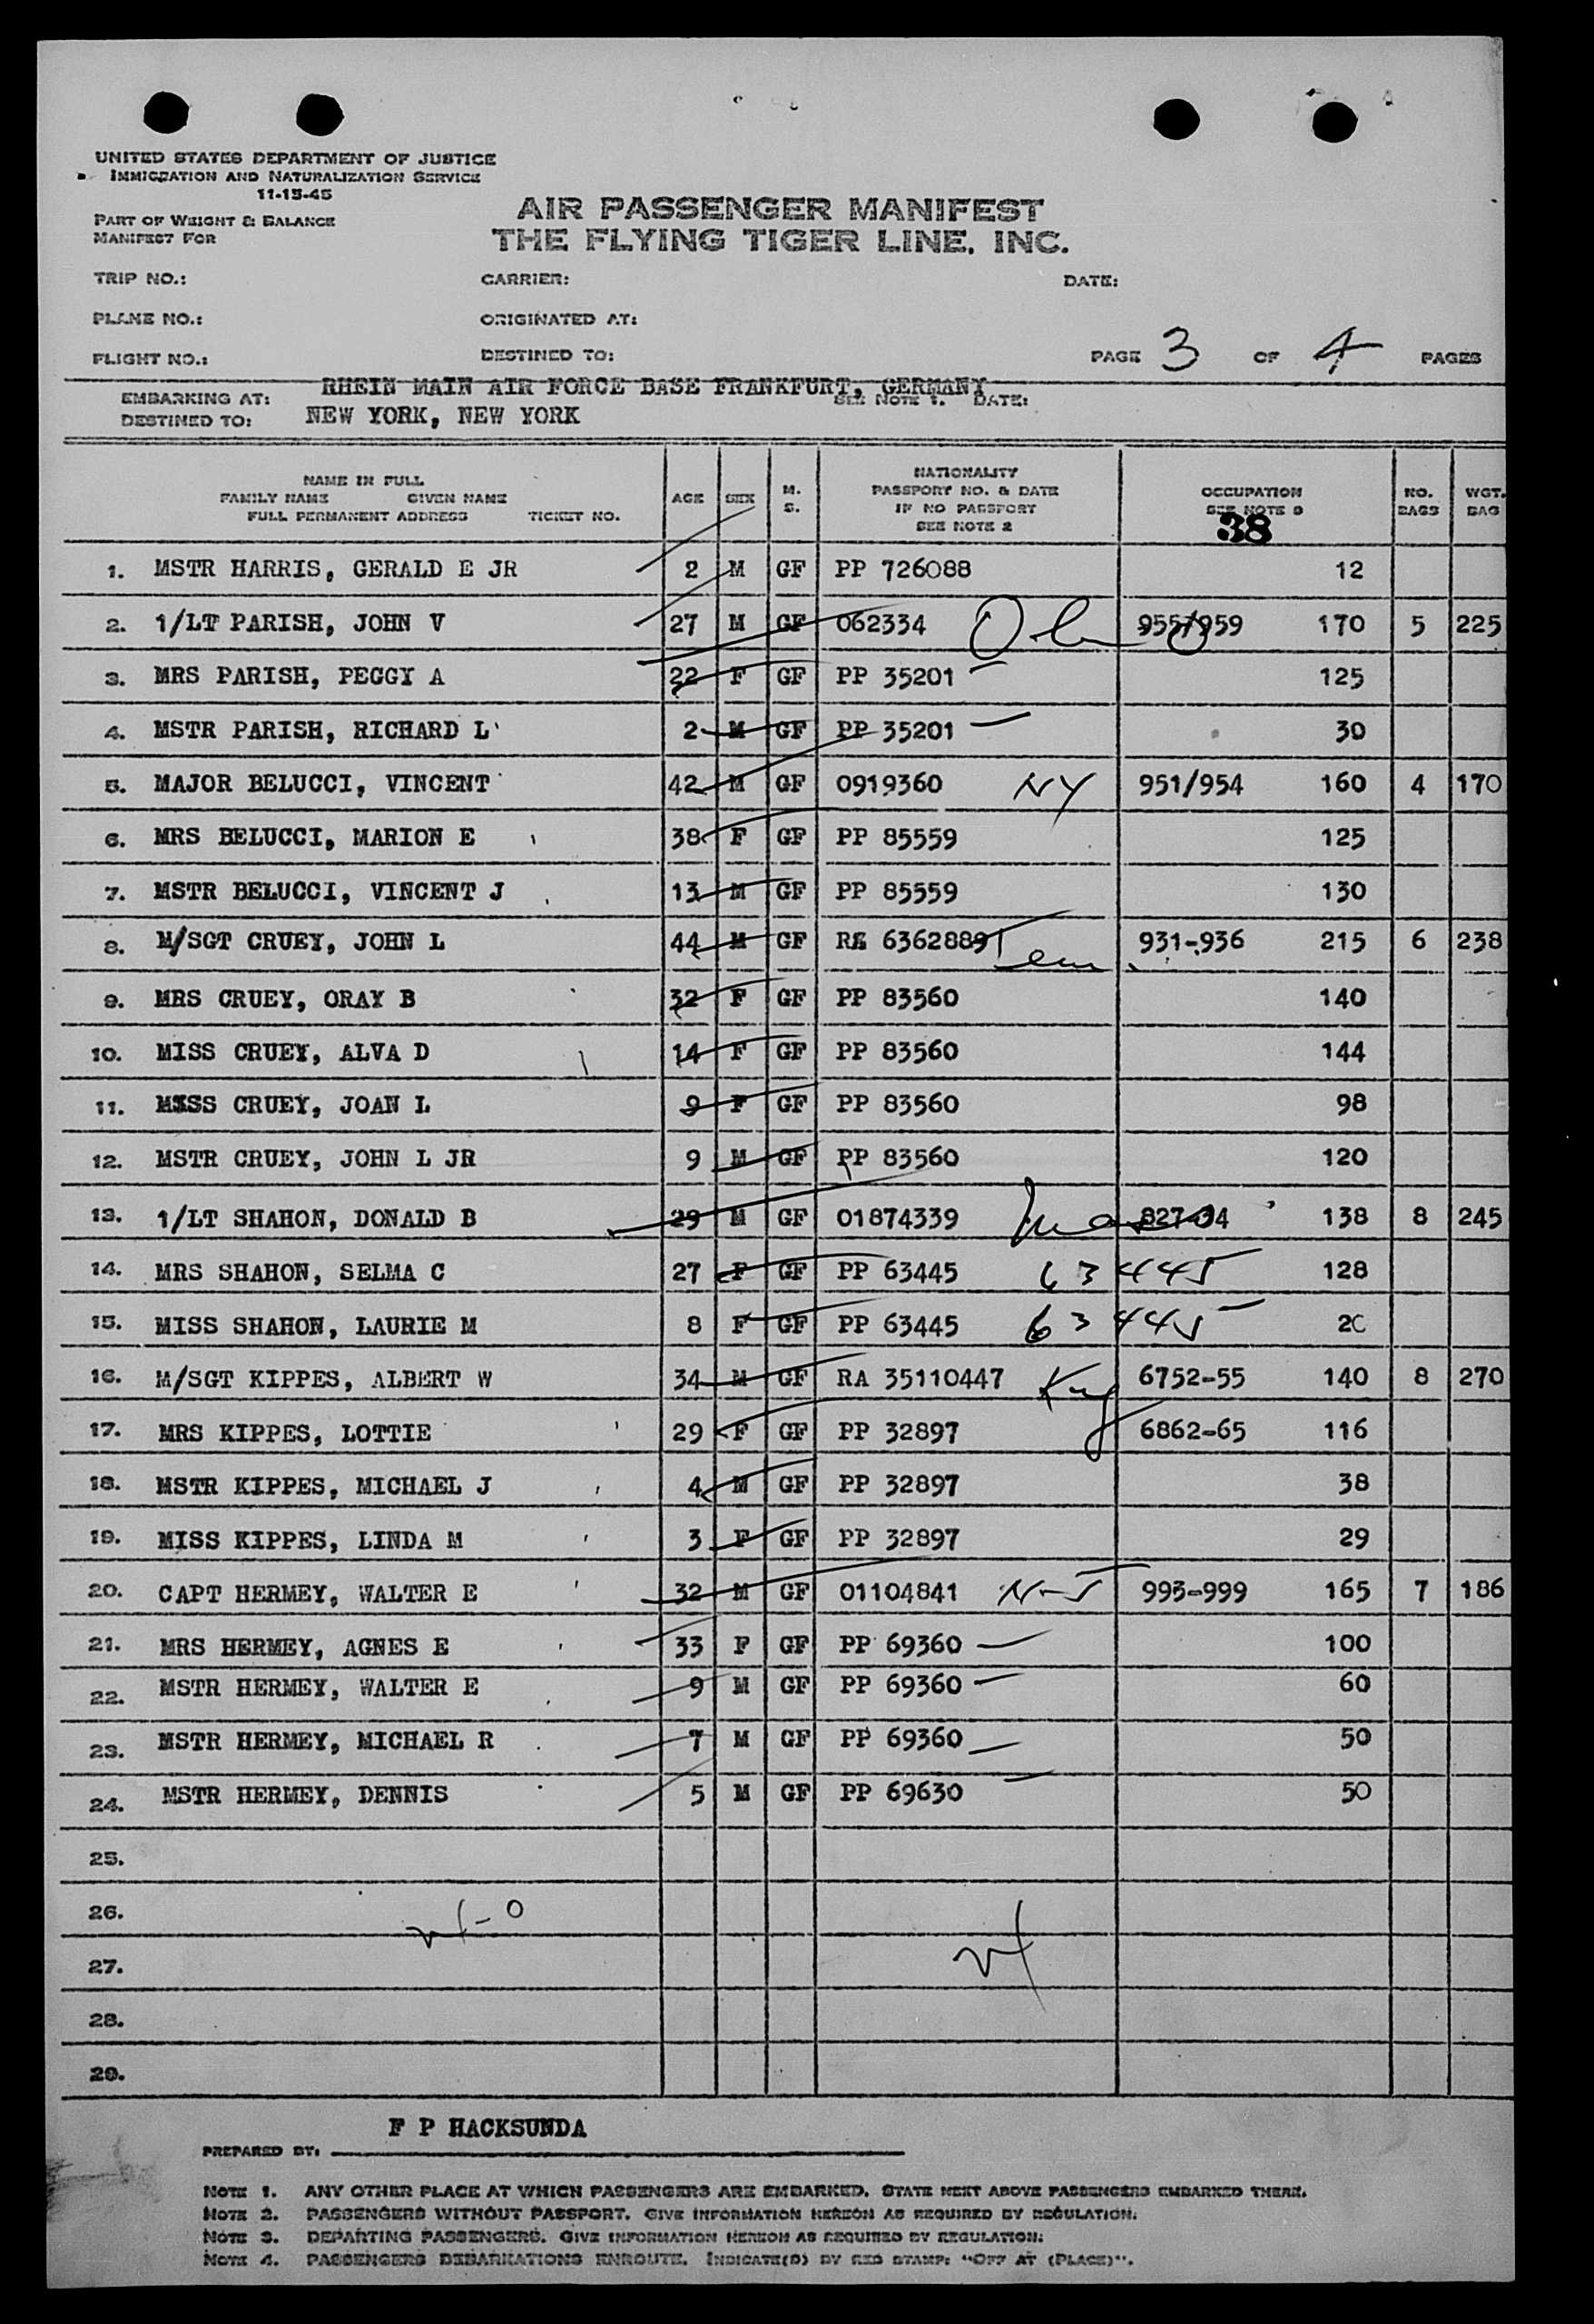 UNITED STATES DEPARTMENT OF JUSTICE
IMMIGRATION AND NATURALIZATION SERVICE
11-15-45
PART OF WEIGHT & BALANCE
MANIFEST FOR
AIR PASSENGER MANIFEST
THE FLYING TIGER LINE, INC.
TRIP NO.: CARRIER: DATE:
PLANE NO.: ORIGINATED AT:
FLIGHT NO.: DESTINED TO: PAGE 3 OF 4 PAGES
EMBARKING AT: RHEIN MAIN AIR FORCE BASE FRANKFURT, GERMANY SEE NOTE 1. DATE:
DESTINED TO: NEW YORK, NEW YORK
NAME IN FULL
FAMILY NAME GIVEN NAME
FULL PERMANENT ADDRESS TICKET NO.
AGE SEX M. S.
NATIONALITY
PASSPORT NO. & DATE
IF NO PASSPORT
SEE NOTE 2
OCCUPATION
SEE NOTE 3
38
NO. BAGS
WGT. BAG
1. MSTR HARRIS, GERALD E JR 2 M GF PP 726088 12
2. 1/LT PARISH, JOHN V 27 M GF 062334 955/959 170 5 225
3. MRS PARISH, PEGGY A 22 F GF PP 35201 125
4. MSTR PARISH, RICHARD L 2 M GF PP 35201 30
5. MAJOR BELUCCI, VINCENT 42 M GF 0919360 NY 951/954 160 4 170
6. MRS BELUCCI, MARION E 38 F GF PP 85559 125
7. MSTR BELUCCI, VINCENT J 13 M GF PP 85559 130
8. M/SGT CRUEY, JOHN L 44 M GF RA 6362889 Tenn 931-936 215 6 238
9. MRS CRUEY, ORAY B 32 F GF PP 83560 140
10. MISS CRUEY, ALVA D 14 F GF PP 83560 144
11. MISS CRUEY, JOAN L 9 F GF PP 83560 98
12. MSTR CRUEY, JOHN L JR 9 M GF PP 83560 120
13. 1/LT SHAHON, DONALD B 29 M GF 01874339 827-34 138 8 245
14. MRS SHAHON, SELMA C 27 F GF PP 63445 63445 128
15. MISS SHAHON, LAURIE M 8 F GF PP 63445 63445 20
16. M/SGT KIPPES, ALBERT W 34 M GF RA 35110447 Ky 6752-55 140 8 270
17. MRS KIPPES, LOTTIE 29 F GF PP 32897 6862-65 116
18. MSTR KIPPES, MICHAEL J 4 M GF PP 32897 38
19. MISS KIPPES, LINDA M 3 F GF PP 32897 29
20. CAPT HERMEY, WALTER E 32 M GF 01104841 N-J 993-999 165 7 186
21. MRS HERMEY, AGNES E 33 F GF PP 69360 100
22. MSTR HERMEY, WALTER E 9 M GF PP 69360 60
23. MSTR HERMEY, MICHAEL R 7 M GF PP 69360 50
24. MSTR HERMEY, DENNIS 5 M GF PP 69630 50
25.
26.
27.
28.
29.
F P HACKSUNDA
PREPARED BY:
NOTE 1. ANY OTHER PLACE AT WHICH PASSENGERS ARE EMBARKED. STATE NEXT ABOVE PASSENGERS EMBARKED THERE.
NOTE 2. PASSENGERS WITHOUT PASSPORT. GIVE INFORMATION HEREON AS REQUIRED BY REGULATION.
NOTE 3. DEPARTING PASSENGERS. GIVE INFORMATION HEREON AS REQUIRED BY REGULATION.
NOTE 4. PASSENGERS DEBARKATIONS ENROUTE. INDICATE(D) BY RED STAMP: "OFF AT (PLACE)".